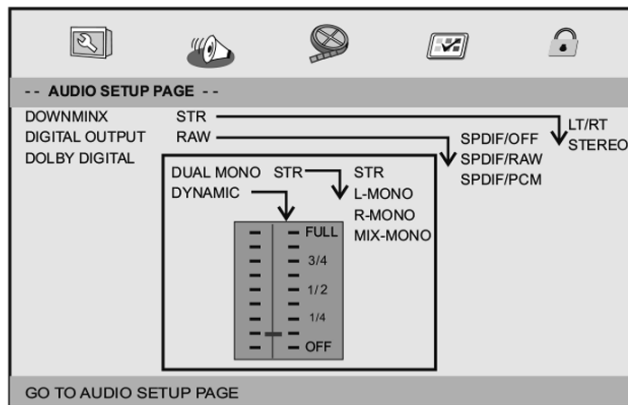 -- AUDIO SETUP PAGE --
DOWNMINX STR LT/RT
DIGITAL OUTPUT RAW SPDIF/OFF STEREO
DOLBY DIGITAL SPDIF/RAW
SPDIF/PCM
DUAL MONO STR STR
DYNAMIC L-MONO
R-MONO
MIX-MONO
FULL
3/4
1/2
1/4
OFF
GO TO AUDIO SETUP PAGE